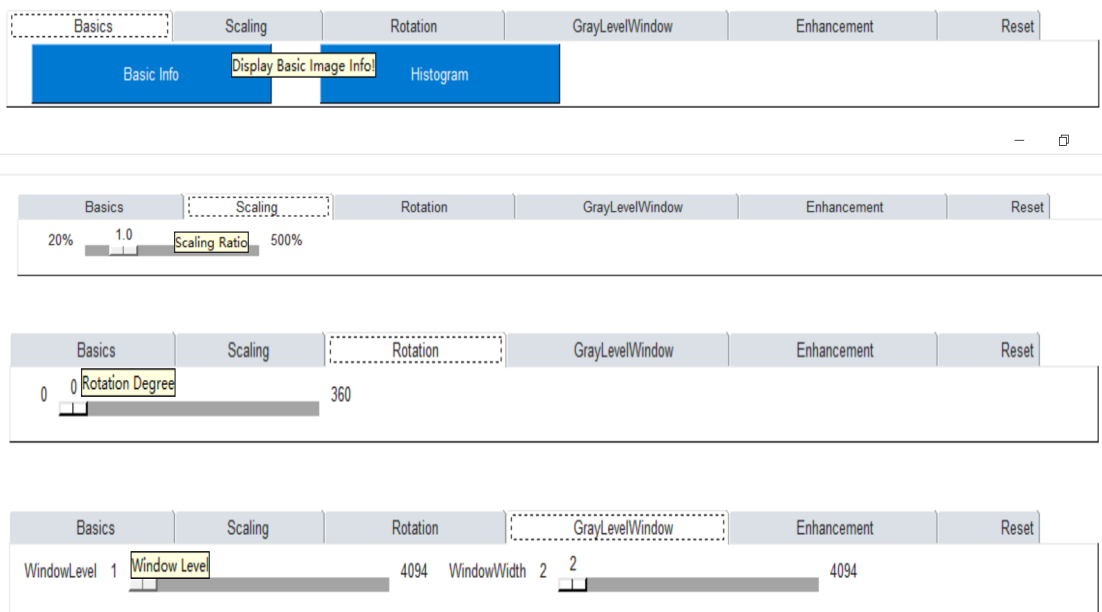 Basics Scaling Rotation GrayLevelWindow Enhancement Reset
Basic Info Display Basic Image Info! Histogram
Basics Scaling Rotation GrayLevelWindow Enhancement Reset
20% 1.0 Scaling Ratio 500%
Basics Scaling Rotation GrayLevelWindow Enhancement Reset
0 0 Rotation Degree 360
Basics Scaling Rotation GrayLevelWindow Enhancement Reset
WindowLevel 1 Window Level 4094 WindowWidth 2 2 4094